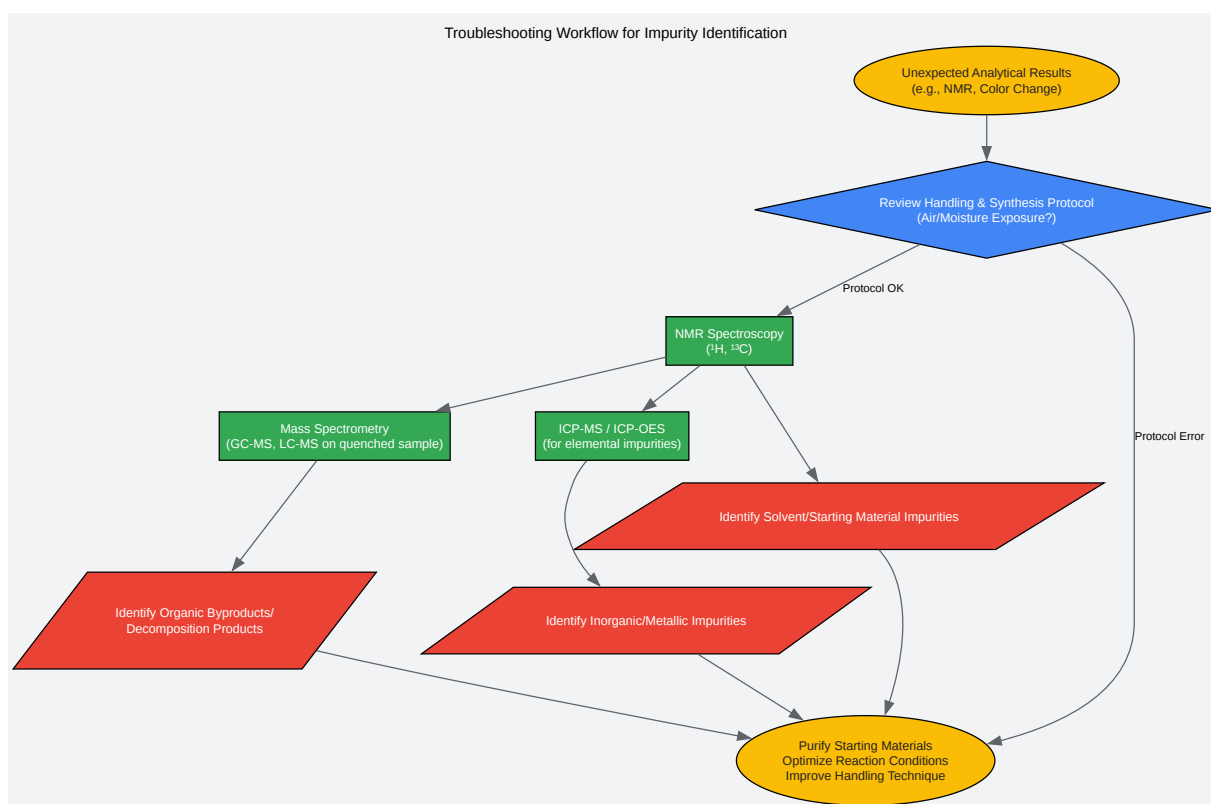 Troubleshooting Workflow for Impurity Identification
Unexpected Analytical Results
(e.g., NMR, Color Change)
Review Handling & Synthesis Protocol
(Air/Moisture Exposure?)
Protocol OK
NMR Spectroscopy
(¹H, ¹³C)
Mass Spectrometry
(GC-MS, LC-MS on quenched sample)
ICP-MS / ICP-OES
(for elemental impurities)
Protocol Error
Identify Solvent/Starting Material Impurities
Identify Organic Byproducts/
Decomposition Products
Identify Inorganic/Metallic Impurities
Purify Starting Materials
Optimize Reaction Conditions
Improve Handling Technique